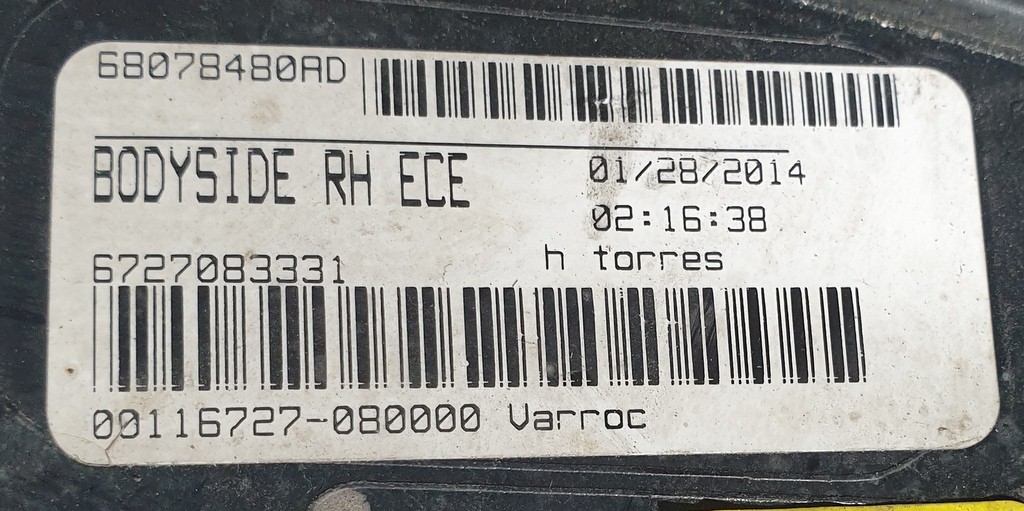 68078480AD
BODYSIDE RH ECE
01/28/2014
02:16:38
h torres
6727083331
00116727-080000 Varroc